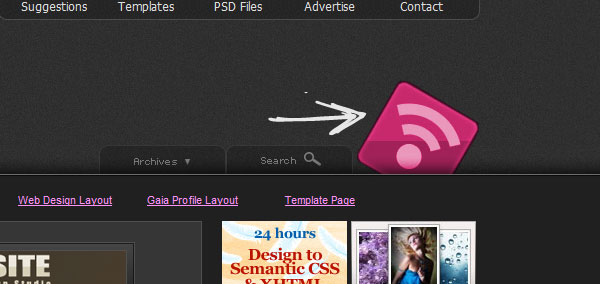 Suggestions Templates PSD Files Advertise Contact
Archives ▼ Search
Web Design Layout Gaia Profile Layout Template Page
24 hours
Design to
Semantic CSS
& XHTML
SITE